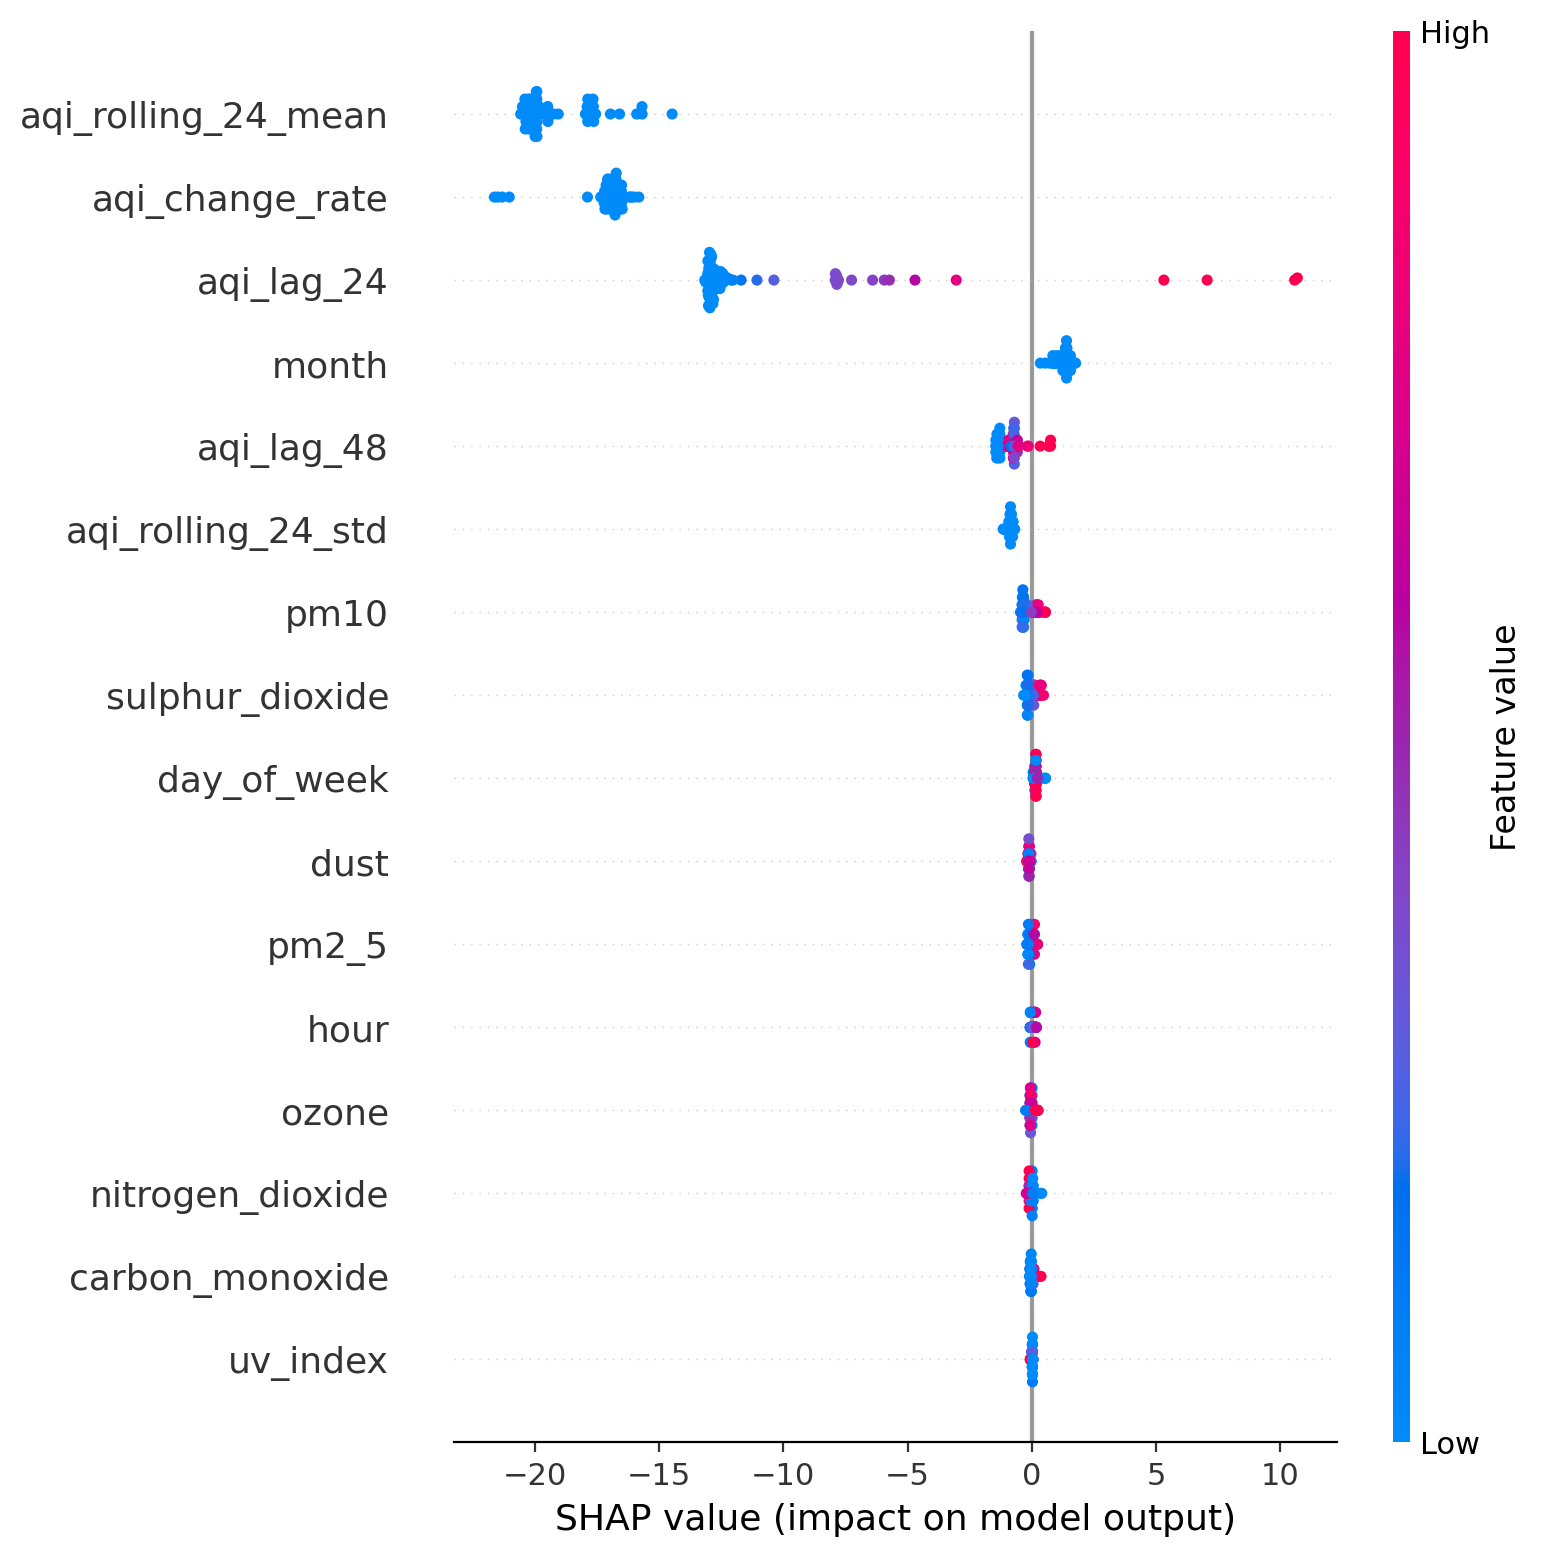 High
aqi_rolling_24_mean
aqi_change_rate
aqi_lag_24
month
aqi_lag_48
aqi_rolling_24_std
pm10
sulphur_dioxide
day_of_week
dust
pm2_5
hour
ozone
nitrogen_dioxide
carbon_monoxide
uv_index
Feature value
Low
−20 −15 −10 −5 0 5 10
SHAP value (impact on model output)